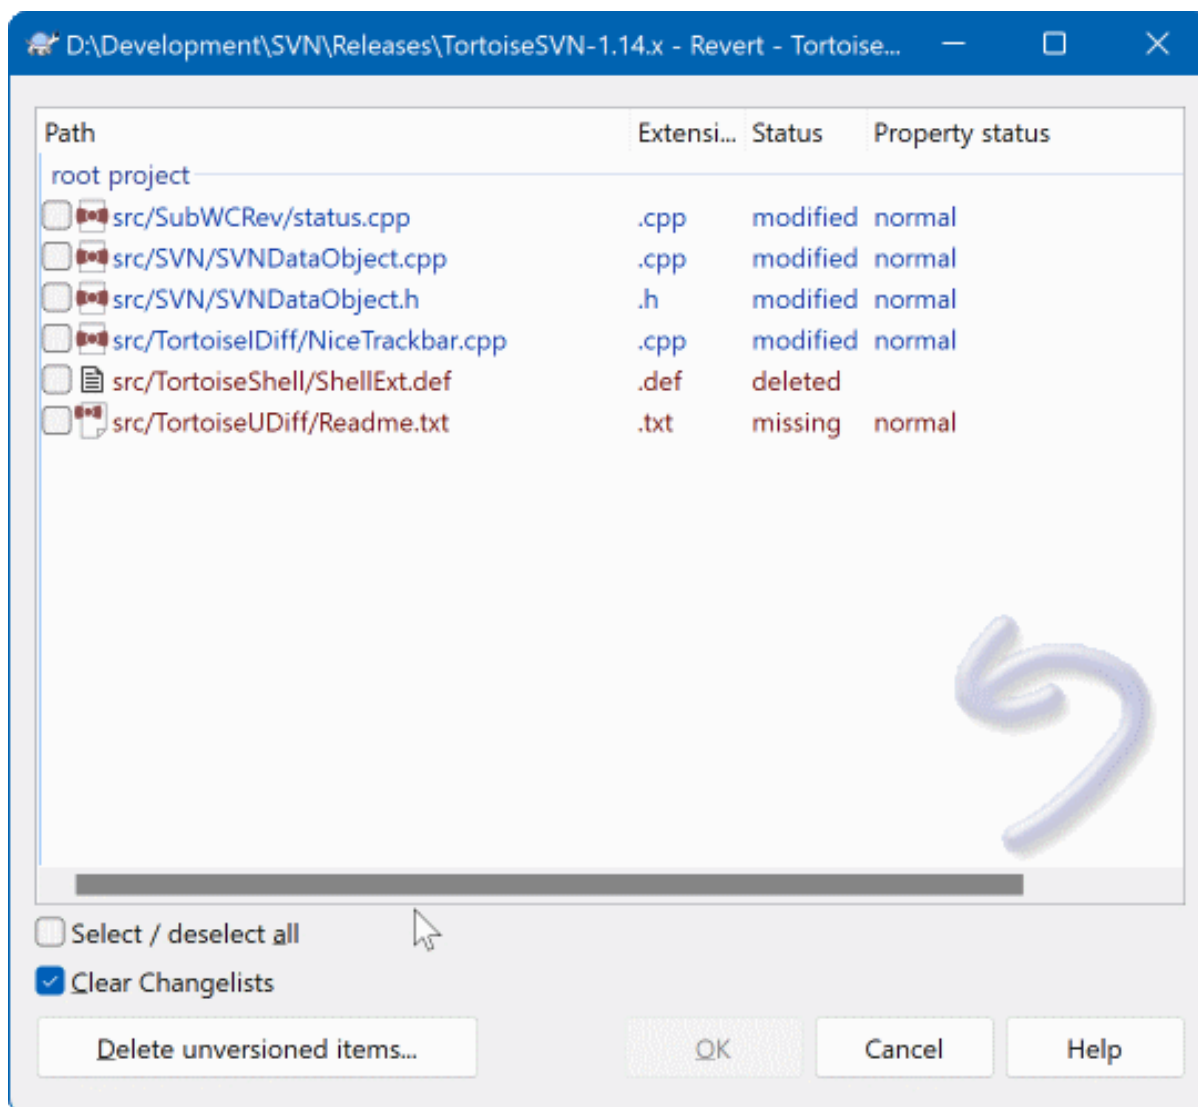 D:\Development\SVN\Releases\TortoiseSVN-1.14.x - Revert - Tortoise...
Path Extensi... Status Property status
root project
src/SubWCRev/status.cpp .cpp modified normal
src/SVN/SVNDataObject.cpp .cpp modified normal
src/SVN/SVNDataObject.h .h modified normal
src/TortoiseIDiff/NiceTrackbar.cpp .cpp modified normal
src/TortoiseShell/ShellExt.def .def deleted
src/TortoiseUDiff/Readme.txt .txt missing normal
Select / deselect all
Clear Changelists
Delete unversioned items... OK Cancel Help